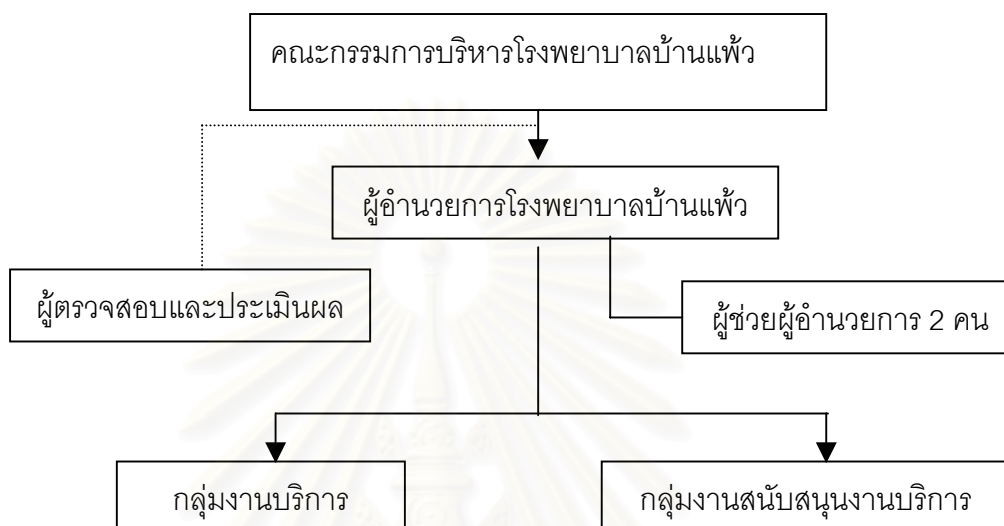 คณะกรรมการบริหารโรงพยาบาลบ้านแพ้ว
ผู้อำนวยการโรงพยาบาลบ้านแพ้ว
ผู้ตรวจสอบและประเมินผล
ผู้ช่วยผู้อำนวยการ 2 คน
กลุ่มงานบริการ
กลุ่มงานสนับสนุนงานบริการ